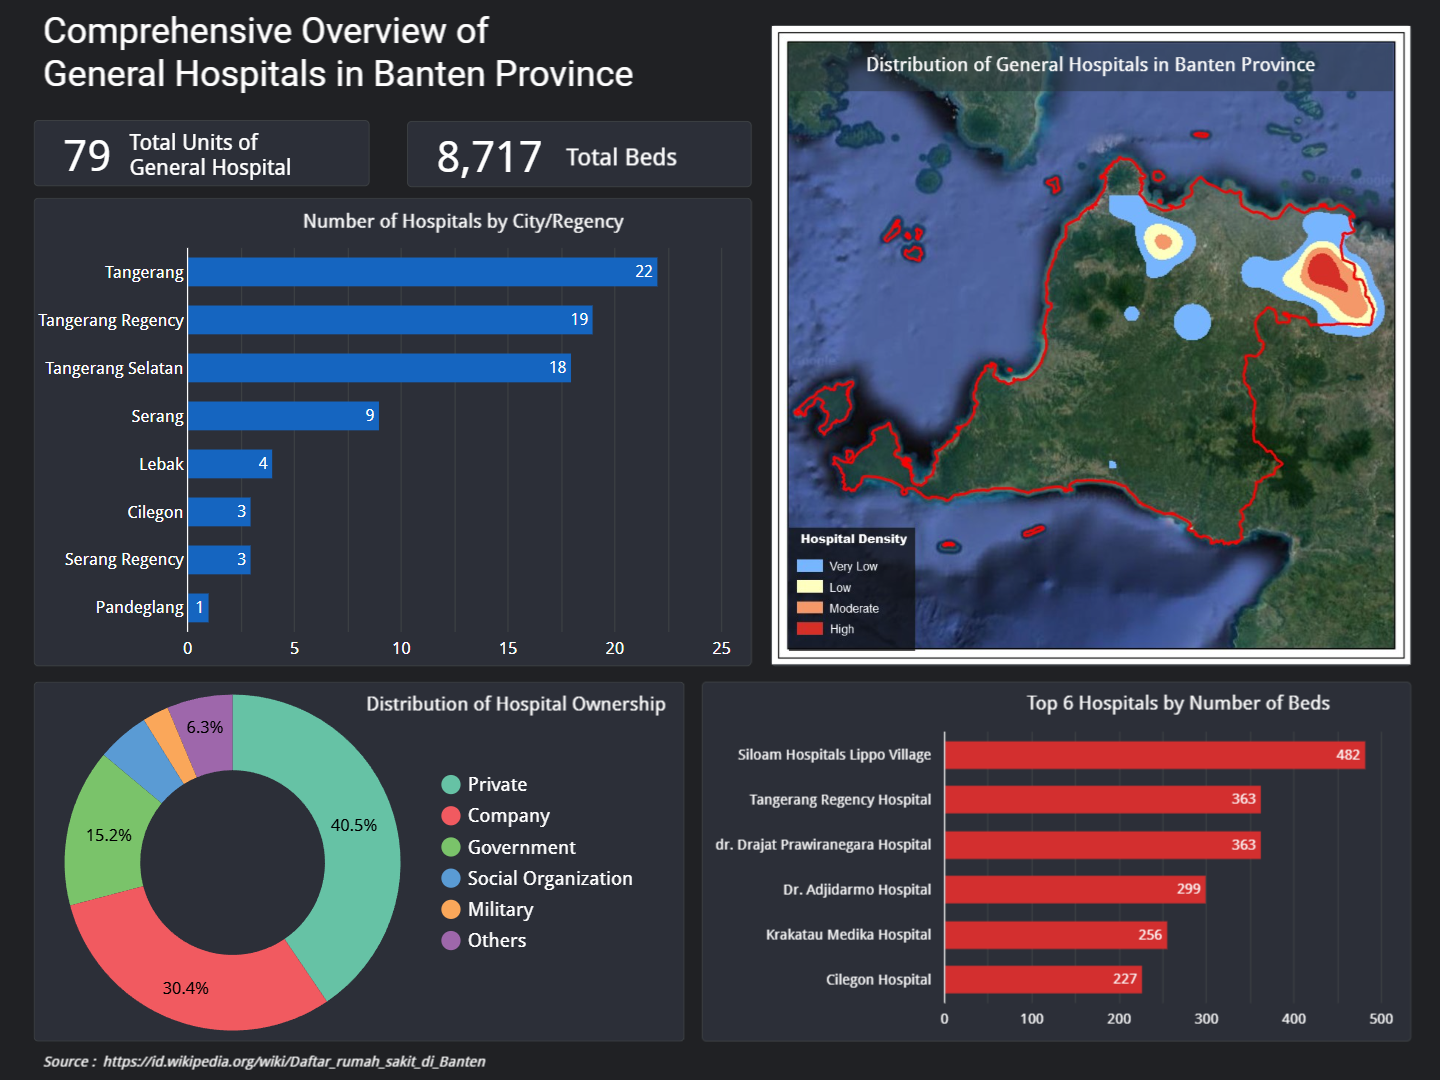 Comprehensive Overview of
General Hospitals in Banten Province
79
Total Units of
General Hospital
8,717
Total Beds
Number of Hospitals by City/Regency
Tangerang
22
Tangerang Regency
19
Tangerang Selatan
18
Serang
9
Lebak
4
Cilegon
3
Serang Regency
3
Pandeglang
1
0 5 10 15 20 25
Distribution of General Hospitals in Banten Province
Hospital Density
Very Low
Low
Moderate
High
Distribution of Hospital Ownership
6.3%
40.5%
15.2%
30.4%
Private
Company
Government
Social Organization
Military
Others
Top 6 Hospitals by Number of Beds
Siloam Hospitals Lippo Village
482
Tangerang Regency Hospital
363
dr. Drajat Prawiranegara Hospital
363
Dr. Adjidarmo Hospital
299
Krakatau Medika Hospital
256
Cilegon Hospital
227
0 100 200 300 400 500
Source : https://id.wikipedia.org/wiki/Daftar_rumah_sakit_di_Banten